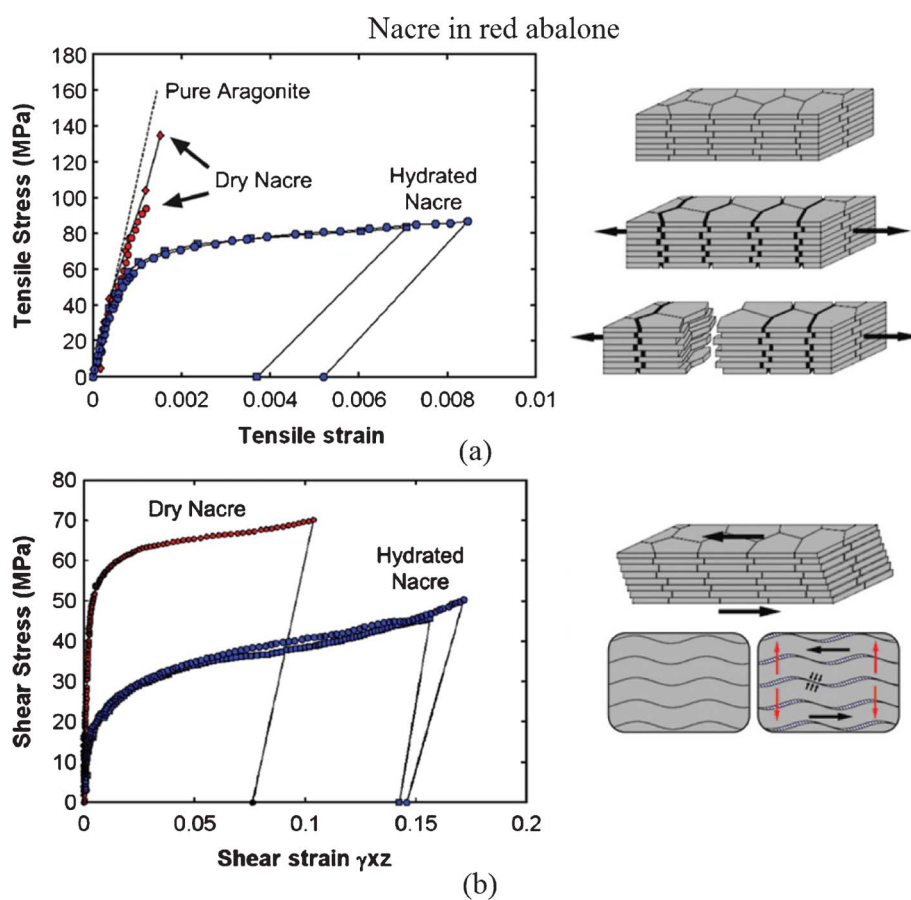 Nacre in red abalone
180
160
140
120
100
80
60
40
20
0
Tensile Stress (MPa)
Pure Aragonite
Dry Nacre
Hydrated
Nacre
0
0.002
0.004
0.006
0.008
0.01
Tensile strain
(a)
80
70
60
50
40
30
20
10
0
Shear Stress (MPa)
Dry Nacre
Hydrated
Nacre
0
0.05
0.1
0.15
0.2
Shear strain γxz
(b)